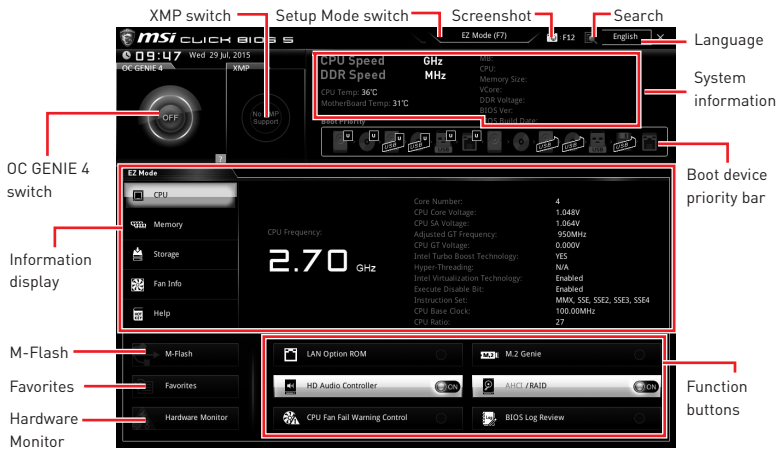 XMP switch
Setup Mode switch
Screenshot
Search
msi CLICK BIOS 5
EZ Mode (F7)
: F12
English
X
Language
09:47 Wed 29 Jul, 2015
OC GENIE 4
XMP
CPU Speed GHz
DDR Speed MHz
CPU Temp: 36°C
MotherBoard Temp: 31°C
MB:
CPU:
Memory Size:
VCore:
DDR Voltage:
BIOS Ver:
BIOS Build Date:
System
information
OFF
No XMP
Support
Boot Priority
U U U U U
USB USB USB USB USB USB
?
OC GENIE 4
switch
Boot device
priority bar
EZ Mode
CPU
Memory
Storage
Fan Info
Help
CPU Frequency:
2.70 GHz
Core Number: 4
CPU Core Voltage: 1.048V
CPU SA Voltage: 1.064V
Adjusted GT Frequency: 950MHz
CPU GT Voltage: 0.000V
Intel Turbo Boost Technology: YES
Hyper-Threading: N/A
Intel Virtualization Technology: Enabled
Execute Disable Bit: Enabled
Instruction Set: MMX, SSE, SSE2, SSE3, SSE4
CPU Base Clock: 100.00MHz
CPU Ratio: 27
Information
display
M-Flash
Favorites
Hardware
Monitor
M-Flash
Favorites
Hardware Monitor
LAN Option ROM
M.2 M.2 Genie
HD Audio Controller ON
AHCI /RAID ON
CPU Fan Fail Warning Control
BIOS Log Review
Function
buttons